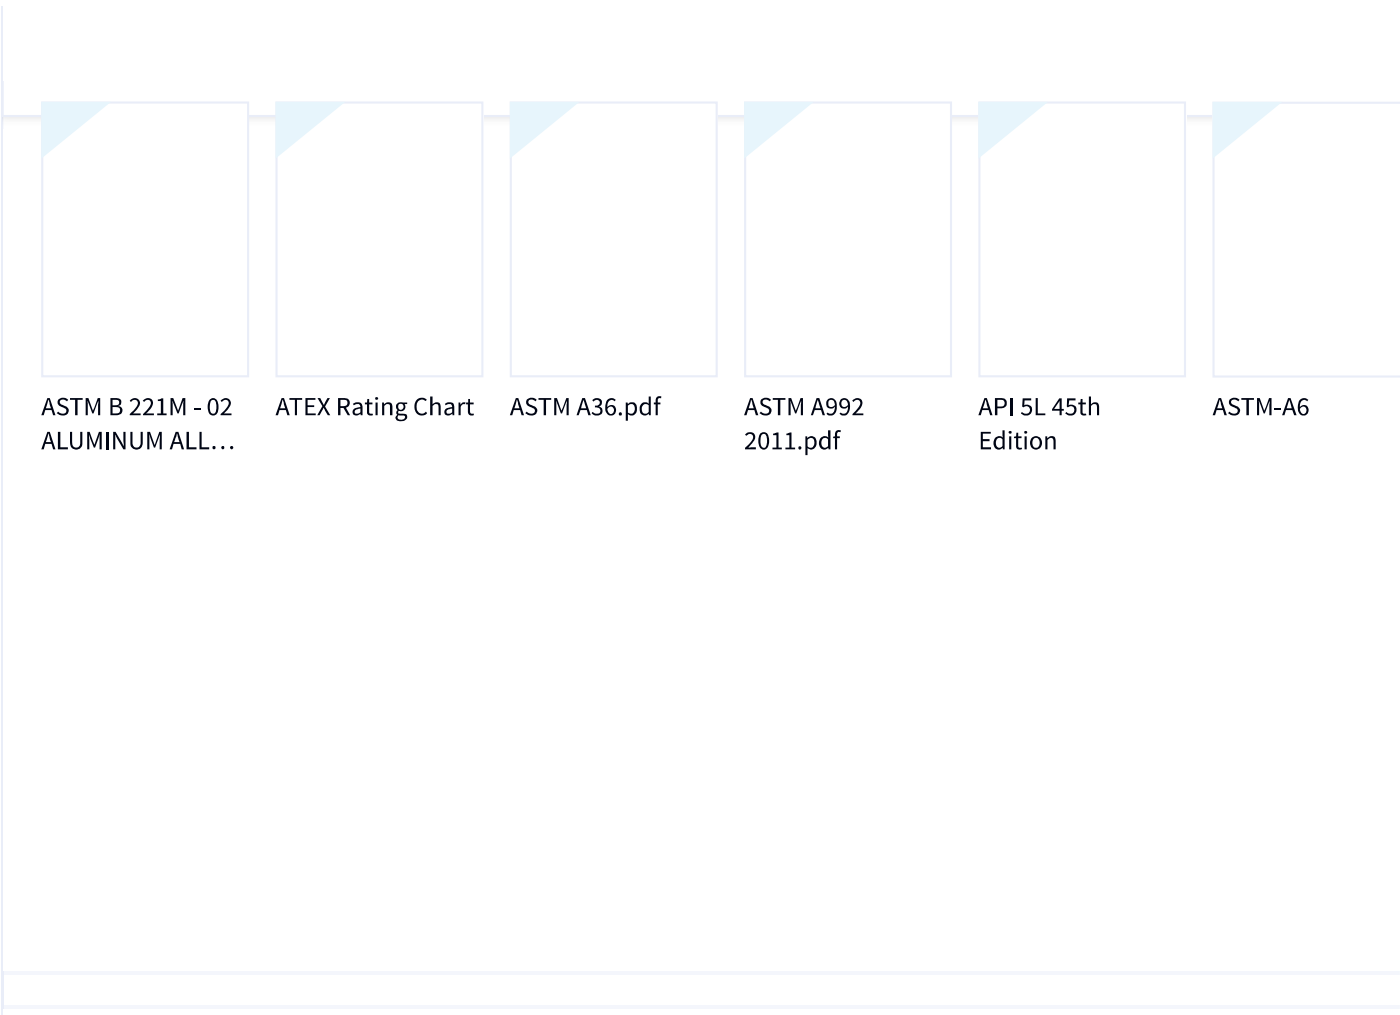 ASTM B 221M - 02
ALUMINUM ALL...
ATEX Rating Chart
ASTM A36.pdf
ASTM A992
2011.pdf
API 5L 45th
Edition
ASTM-A6